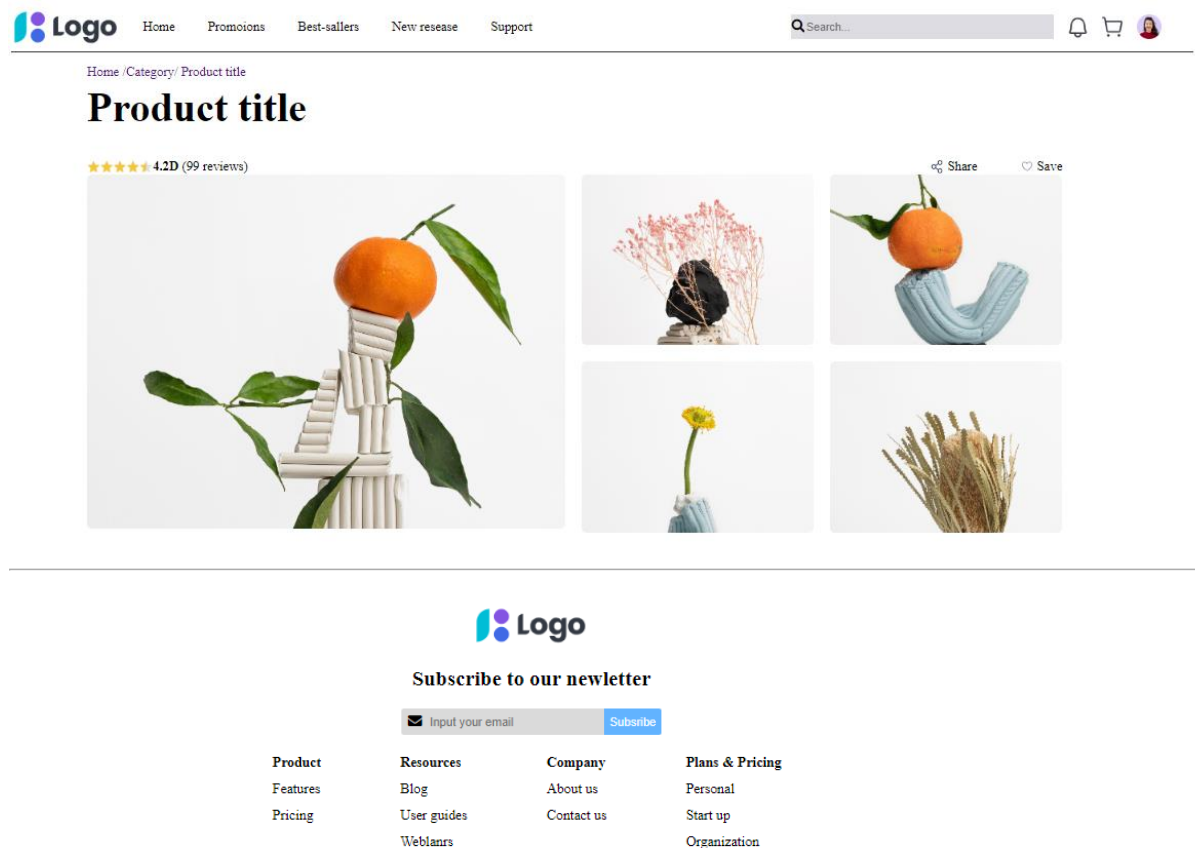 Logo Home Promoions Best-sallers New resease Support Search...
Home /Category/ Product title
Product title
4.2D (99 reviews) Share Save
Logo
Subscribe to our newletter
Input your email Subsribe
Product Resources Company Plans & Pricing
Features Blog About us Personal
Pricing User guides Contact us Start up
Weblanrs Organization